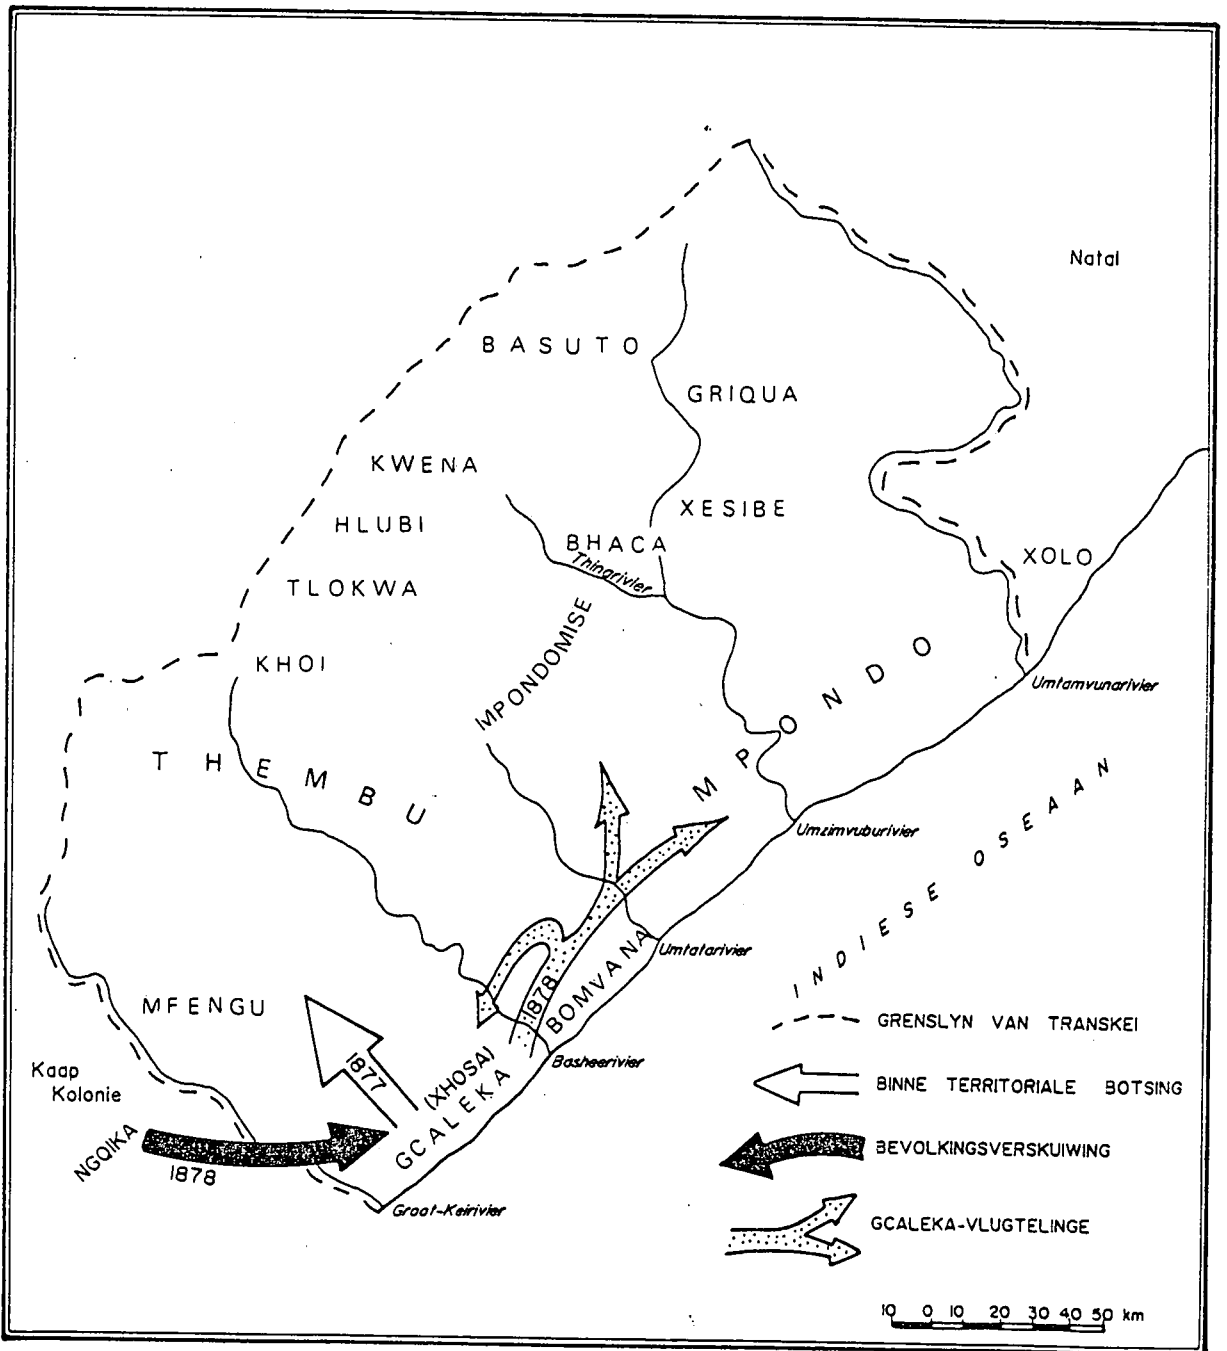 Natal
BASUTO
GRIQUA
KWENA
XESIBE
HLUBI
BHACA
Thinarivier
XOLO
TLOKWA
IMPONDOMISE
KHOI
MPONDO
Umtamvunarivier
THEMBU
Umzimvuburivier
INDIESE OSEAAN
Umtatarivier
BOMVANA
1878
MFENGU
Basheerivier
1877
(XHOSA)
GCALEKA
Kaap
Kolonie
NGQIKA
1878
Groot-Keirivier
GRENSLYN VAN TRANSKEI
BINNE TERRITORIALE BOTSING
BEVOLKINGSVERSKUIWING
GCALEKA-VLUGTELINGE
10 0 10 20 30 40 50 km